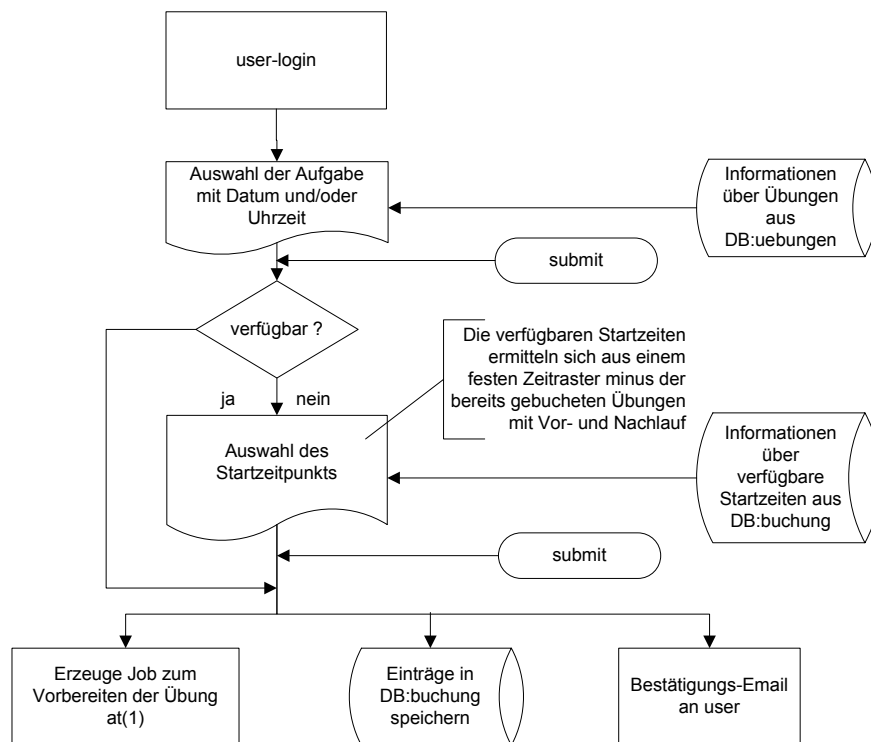 user-login
Auswahl der Aufgabe
mit Datum und/oder
Uhrzeit
Informationen
über Übungen
aus
DB:uebungen
submit
verfügbar ?
Die verfügbaren Startzeiten
ermitteln sich aus einem
festen Zeitraster minus der
bereits gebucheten Übungen
mit Vor- und Nachlauf
ja
nein
Auswahl des
Startzeitpunkts
Informationen
über
verfügbare
Startzeiten aus
DB:buchung
submit
Erzeuge Job zum
Vorbereiten der Übung
at(1)
Einträge in
DB:buchung
speichern
Bestätigungs-Email
an user